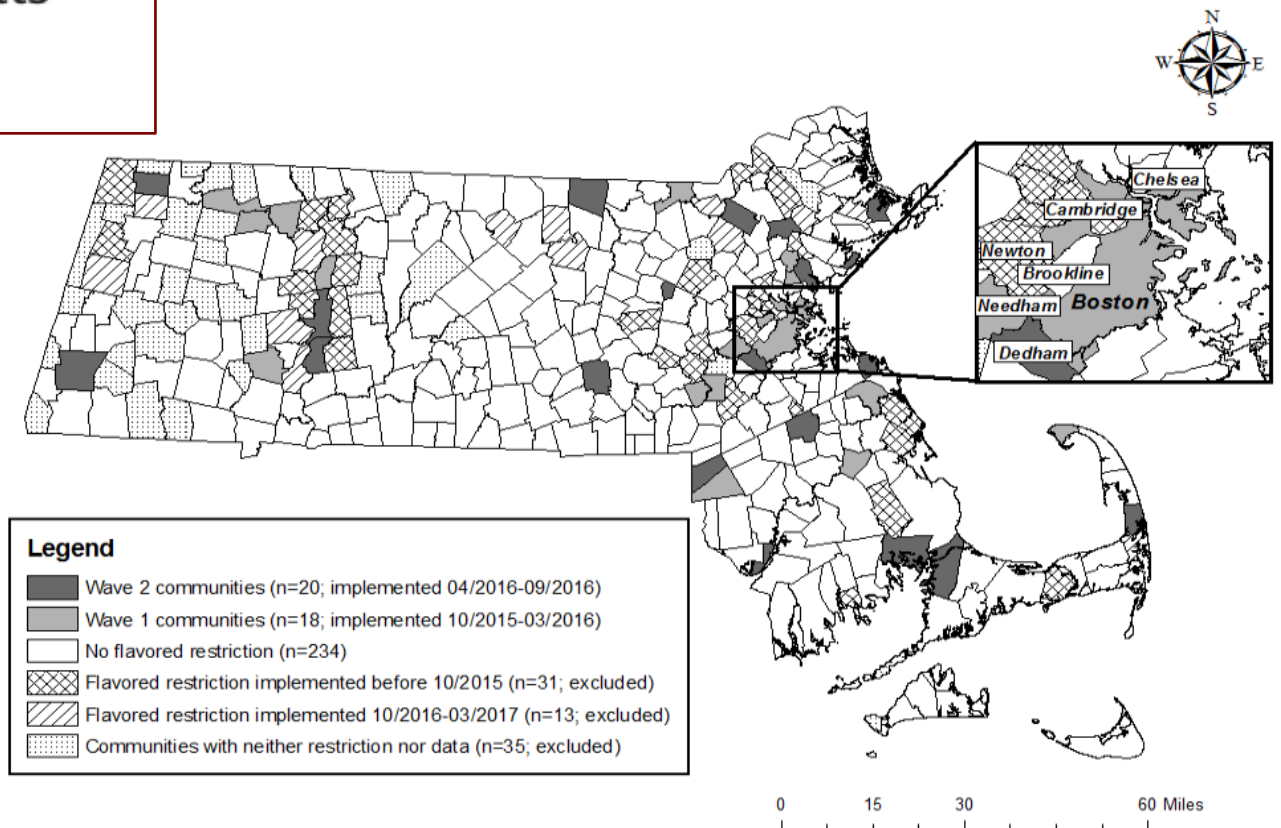 N
W E
S
Chelsea
Cambridge
Newton
Brookline
Needham
Boston
Dedham
Legend
Wave 2 communities (n=20; implemented 04/2016-09/2016)
Wave 1 communities (n=18; implemented 10/2015-03/2016)
No flavored restriction (n=234)
Flavored restriction implemented before 10/2015 (n=31; excluded)
Flavored restriction implemented 10/2016-03/2017 (n=13; excluded)
Communities with neither restriction nor data (n=35; excluded)
0 15 30 60 Miles